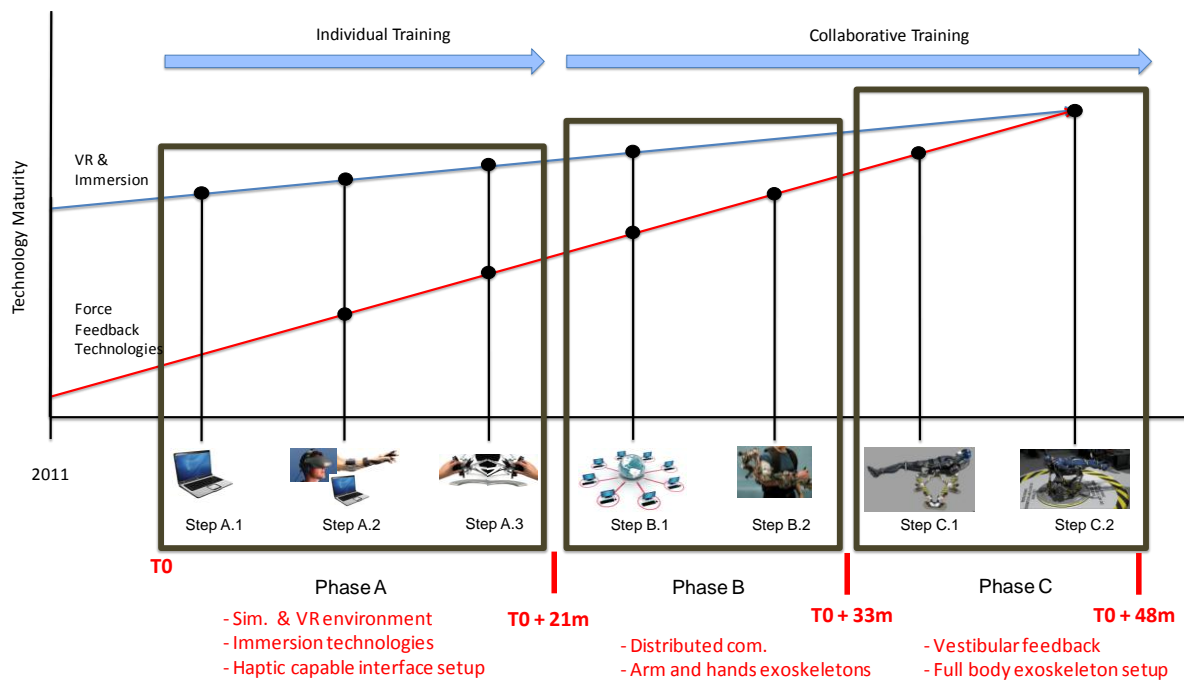 Individual Training
Collaborative Training
Technology Maturity
VR &
Immersion
Force
Feedback
Technologies
2011
Step A.1
Step A.2
Step A.3
Step B.1
Step B.2
Step C.1
Step C.2
T0
Phase A
T0 + 21m
Phase B
T0 + 33m
Phase C
T0 + 48m
- Sim. & VR environment
- Immersion technologies
- Haptic capable interface setup
- Distributed com.
- Arm and hands exoskeletons
- Vestibular feedback
- Full body exoskeleton setup